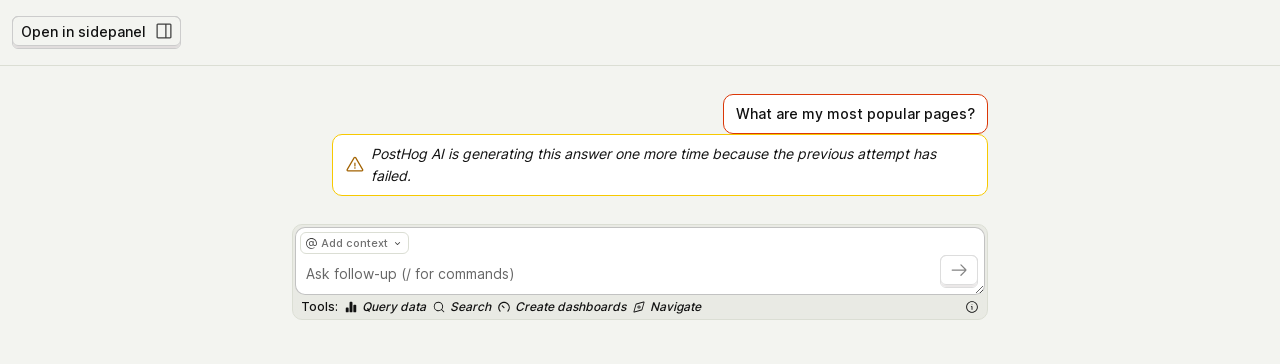 Open in sidepanel
What are my most popular pages?
PostHog AI is generating this answer one more time because the previous attempt has
failed.
@ Add context
Ask follow-up (/ for commands)
Tools: Query data Search Create dashboards Navigate